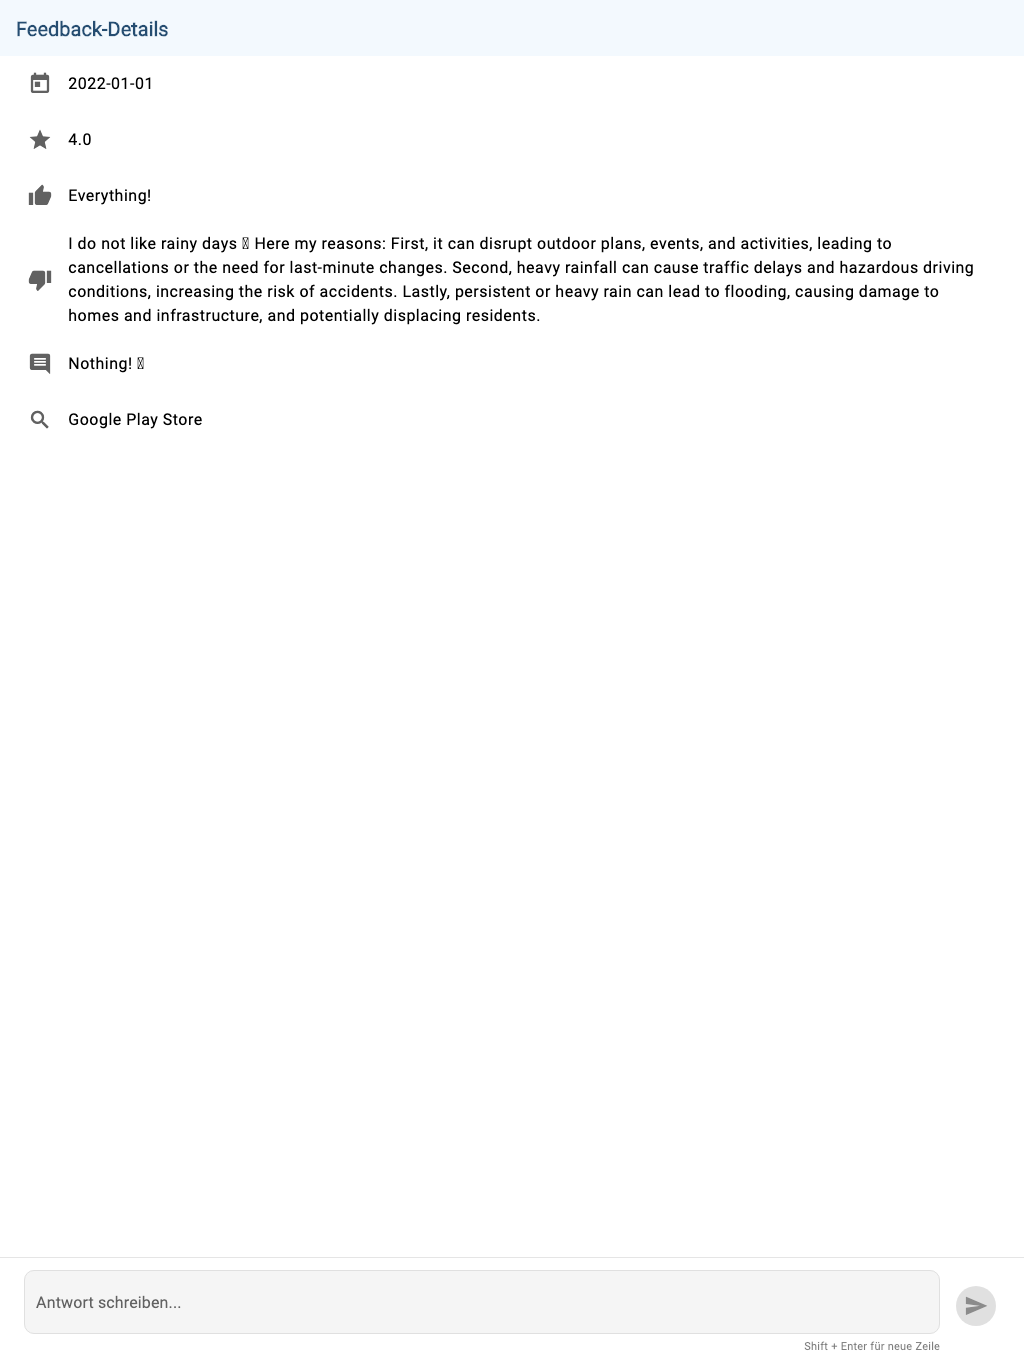 Feedback-Details
2022-01-01
4.0
Everything!
I do not like rainy days Here my reasons: First, it can disrupt outdoor plans, events, and activities, leading to
cancellations or the need for last-minute changes. Second, heavy rainfall can cause traffic delays and hazardous driving
conditions, increasing the risk of accidents. Lastly, persistent or heavy rain can lead to flooding, causing damage to
homes and infrastructure, and potentially displacing residents.
Nothing!
Google Play Store
Antwort schreiben...
Shift + Enter für neue Zeile